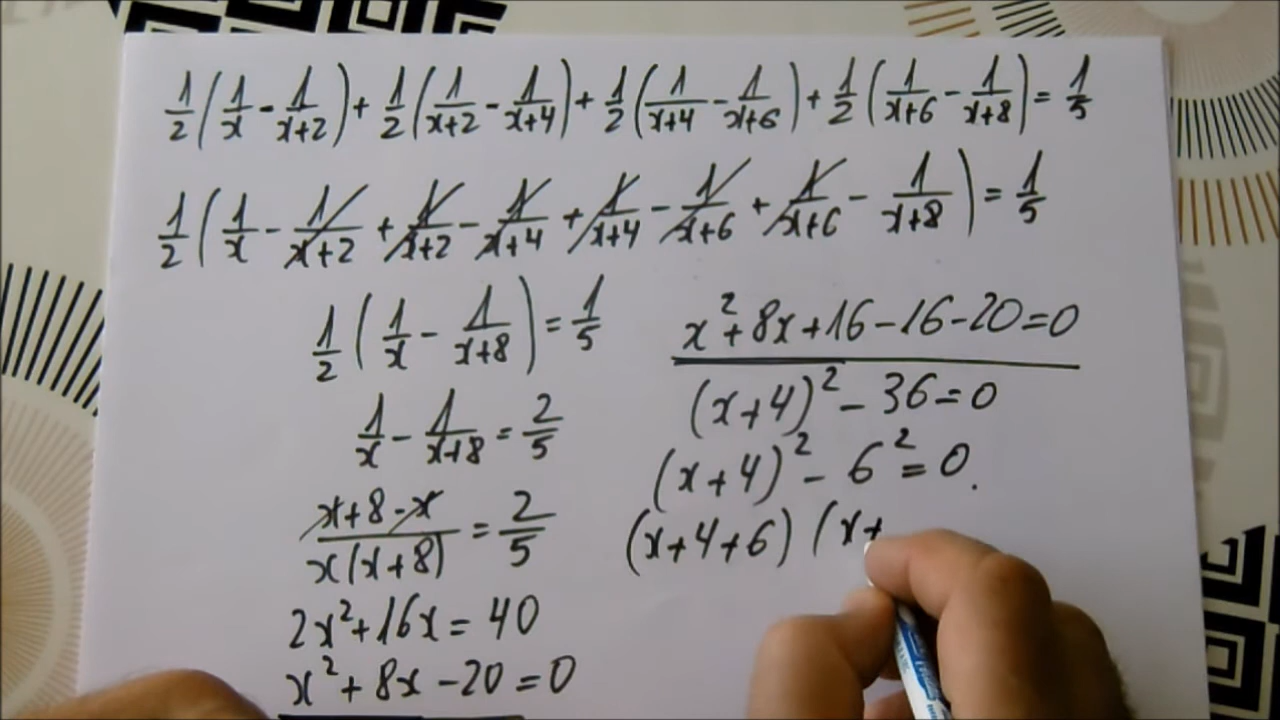 1/2(1/x - 1/(x+2)) + 1/2(1/(x+2) - 1/(x+4)) + 1/2(1/(x+4) - 1/(x+6)) + 1/2(1/(x+6) - 1/(x+8)) = 1/5
1/2(1/x - 1/(x+2) + 1/(x+2) - 1/(x+4) + 1/(x+4) - 1/(x+6) + 1/(x+6) - 1/(x+8)) = 1/5
1/2(1/x - 1/(x+8)) = 1/5
1/x - 1/(x+8) = 2/5
(x+8-x)/(x(x+8)) = 2/5
2x²+16x = 40
x²+8x-20=0
x²+8x+16-16-20=0
(x+4)²-36=0
(x+4)²-6²=0.
(x+4+6)(x+